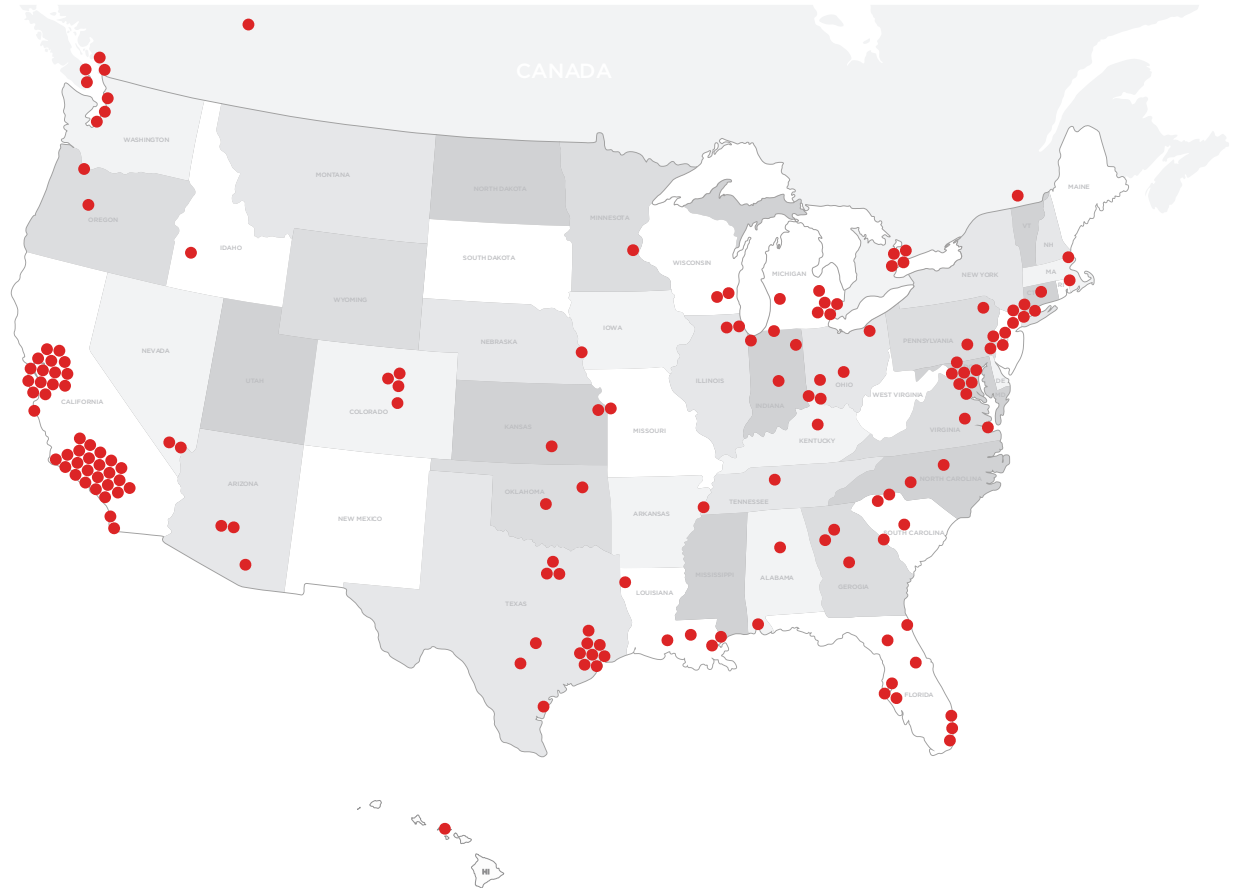 CANADA
WASHINGTON
MONTANA
NORTH DAKOTA
MINNESOTA
MAINE
OREGON
IDAHO
SOUTH DAKOTA
WISCONSIN
MICHIGAN
VT
NH
NEW YORK
MA
WYOMING
IOWA
NEBRASKA
PENNSYLVANIA
NEVADA
UTAH
COLORADO
CALIFORNIA
ILLINOIS
INDIANA
OHIO
DE
WEST VIRGINIA
VIRGINIA
KANSAS
MISSOURI
KENTUCKY
ARIZONA
NEW MEXICO
OKLAHOMA
ARKANSAS
TENNESSEE
NORTH CAROLINA
SOUTH CAROLINA
MISSISSIPPI
ALABAMA
GEROGIA
TEXAS
LOUISIANA
FLORIDA
HI